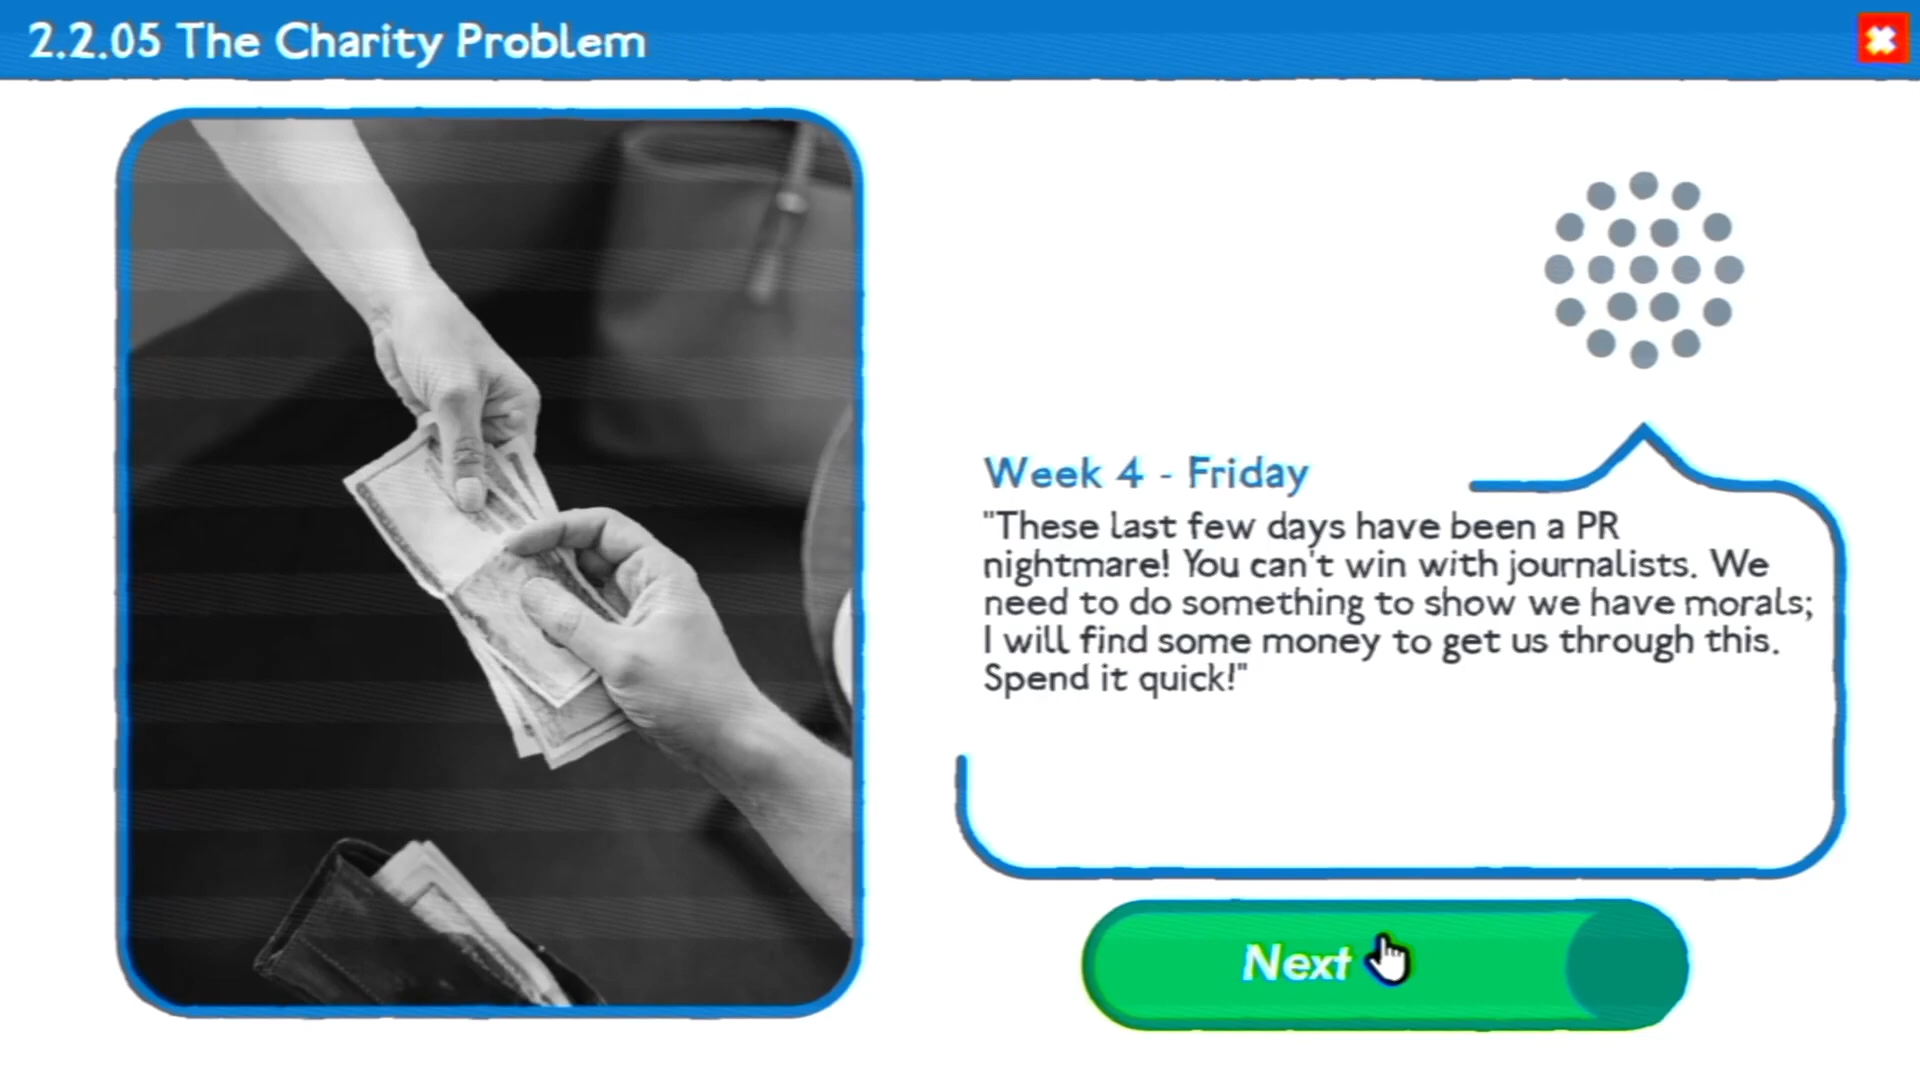 2.2.05 The Charity Problem
Week 4 - Friday
"These last few days have been a PR
nightmare! You can't win with journalists. We
need to do something to show we have morals;
I will find some money to get us through this.
Spend it quick!"
Next